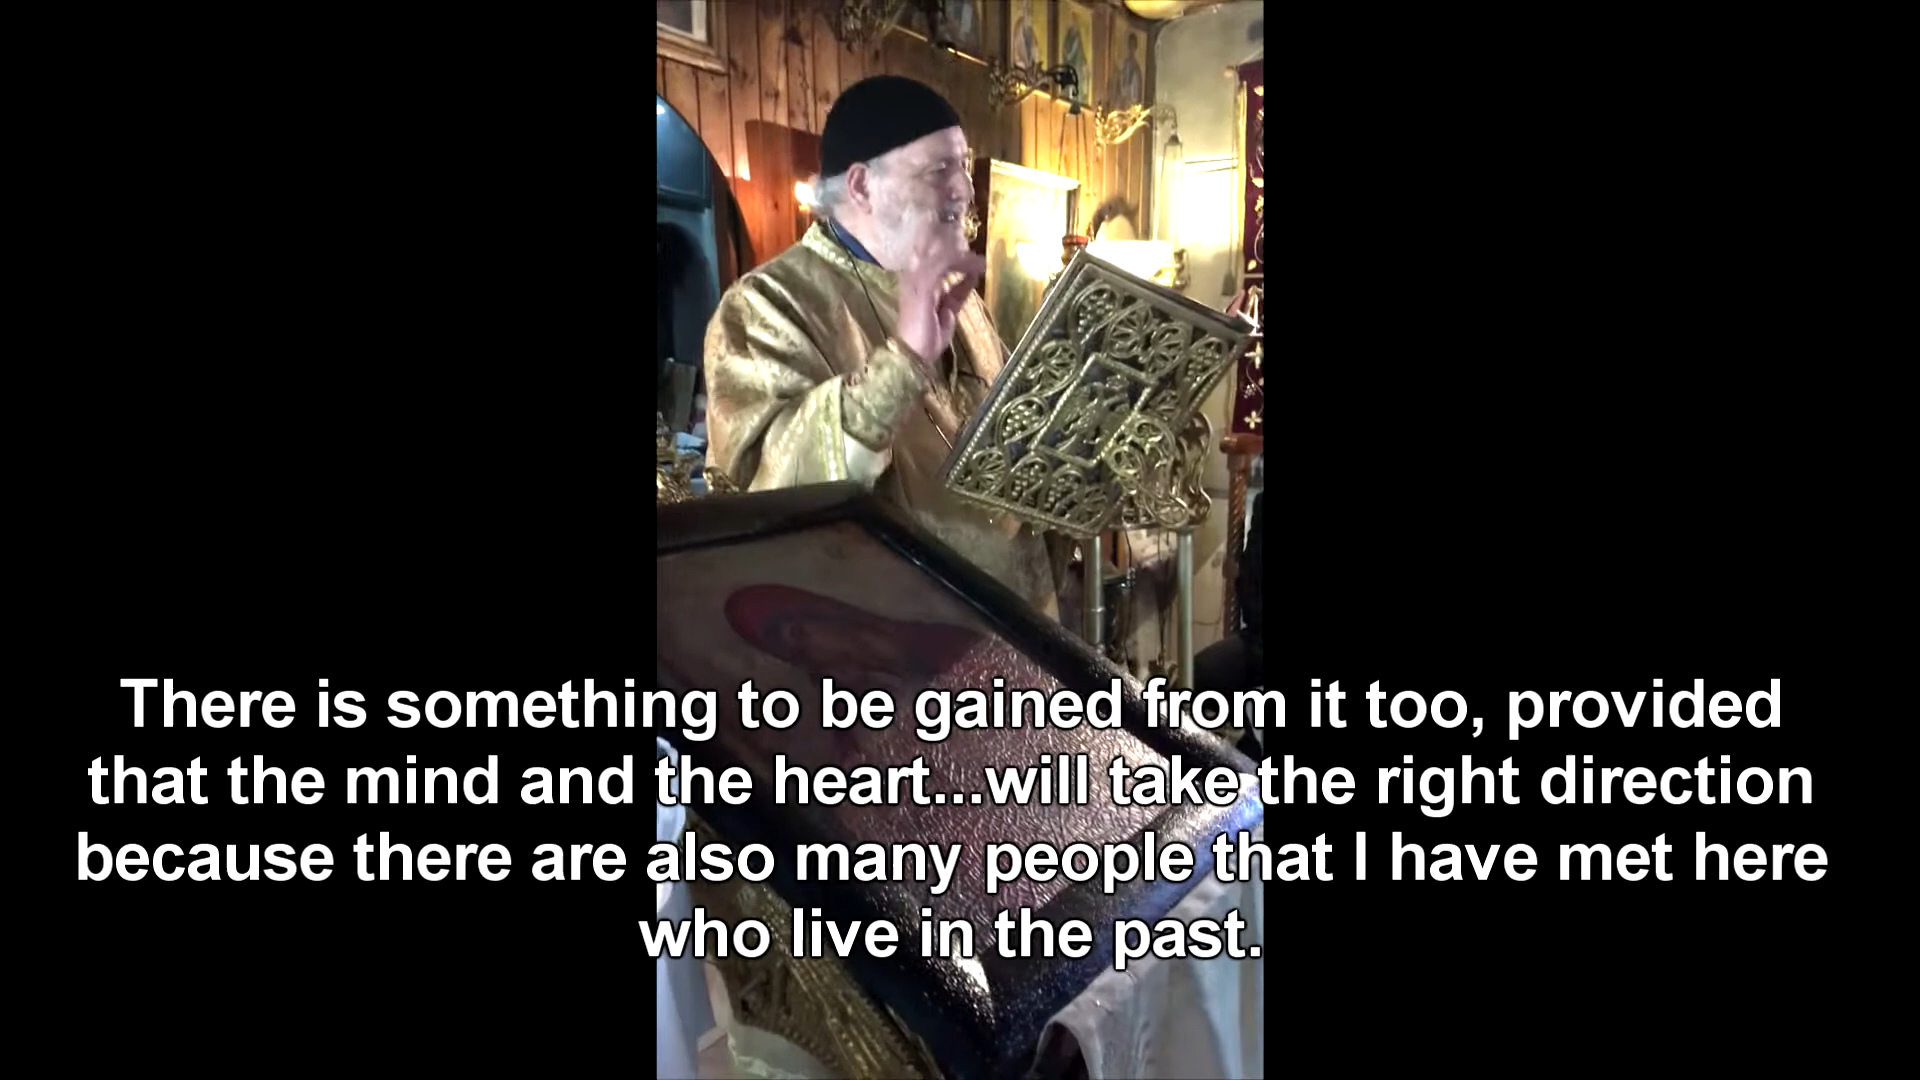 There is something to be gained from it too, provided
that the mind and the heart...will take the right direction
because there are also many people that I have met here
who live in the past.